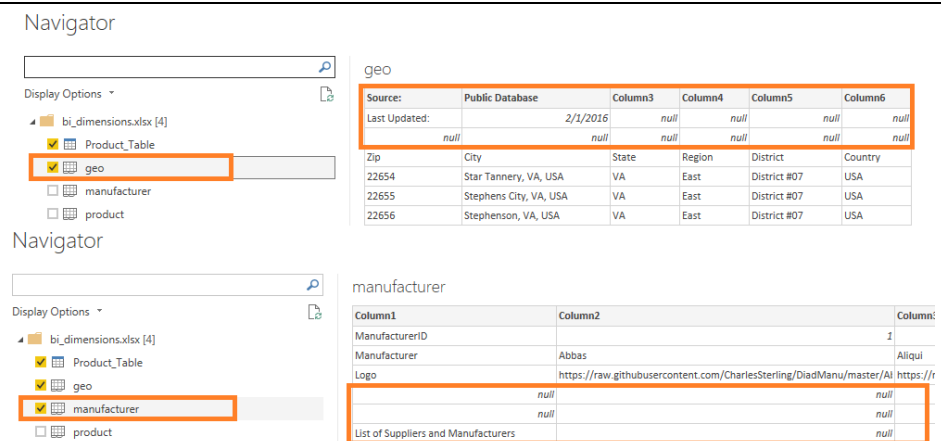 Navigator
geo
Display Options
Source: Public Database Column3 Column4 Column5 Column6
bi_dimensions.xlsx [4]
Last Updated: 2/1/2016 null null null null
null null null null null null
Product_Table
Zip City State Region District Country
geo
22654 Star Tannery, VA, USA VA East District #07 USA
manufacturer
22655 Stephens City, VA, USA VA East District #07 USA
product
22656 Stephenson, VA, USA VA East District #07 USA
Navigator
manufacturer
Display Options
Column1 Column2
bi_dimensions.xlsx [4]
ManufacturerID 1
Product_Table
Manufacturer Abbas Aliqui
geo
Logo https://raw.githubusercontent.com/CharlesSterling/DiadManu/master/
null null
manufacturer
null null
product
List of Suppliers and Manufacturers null